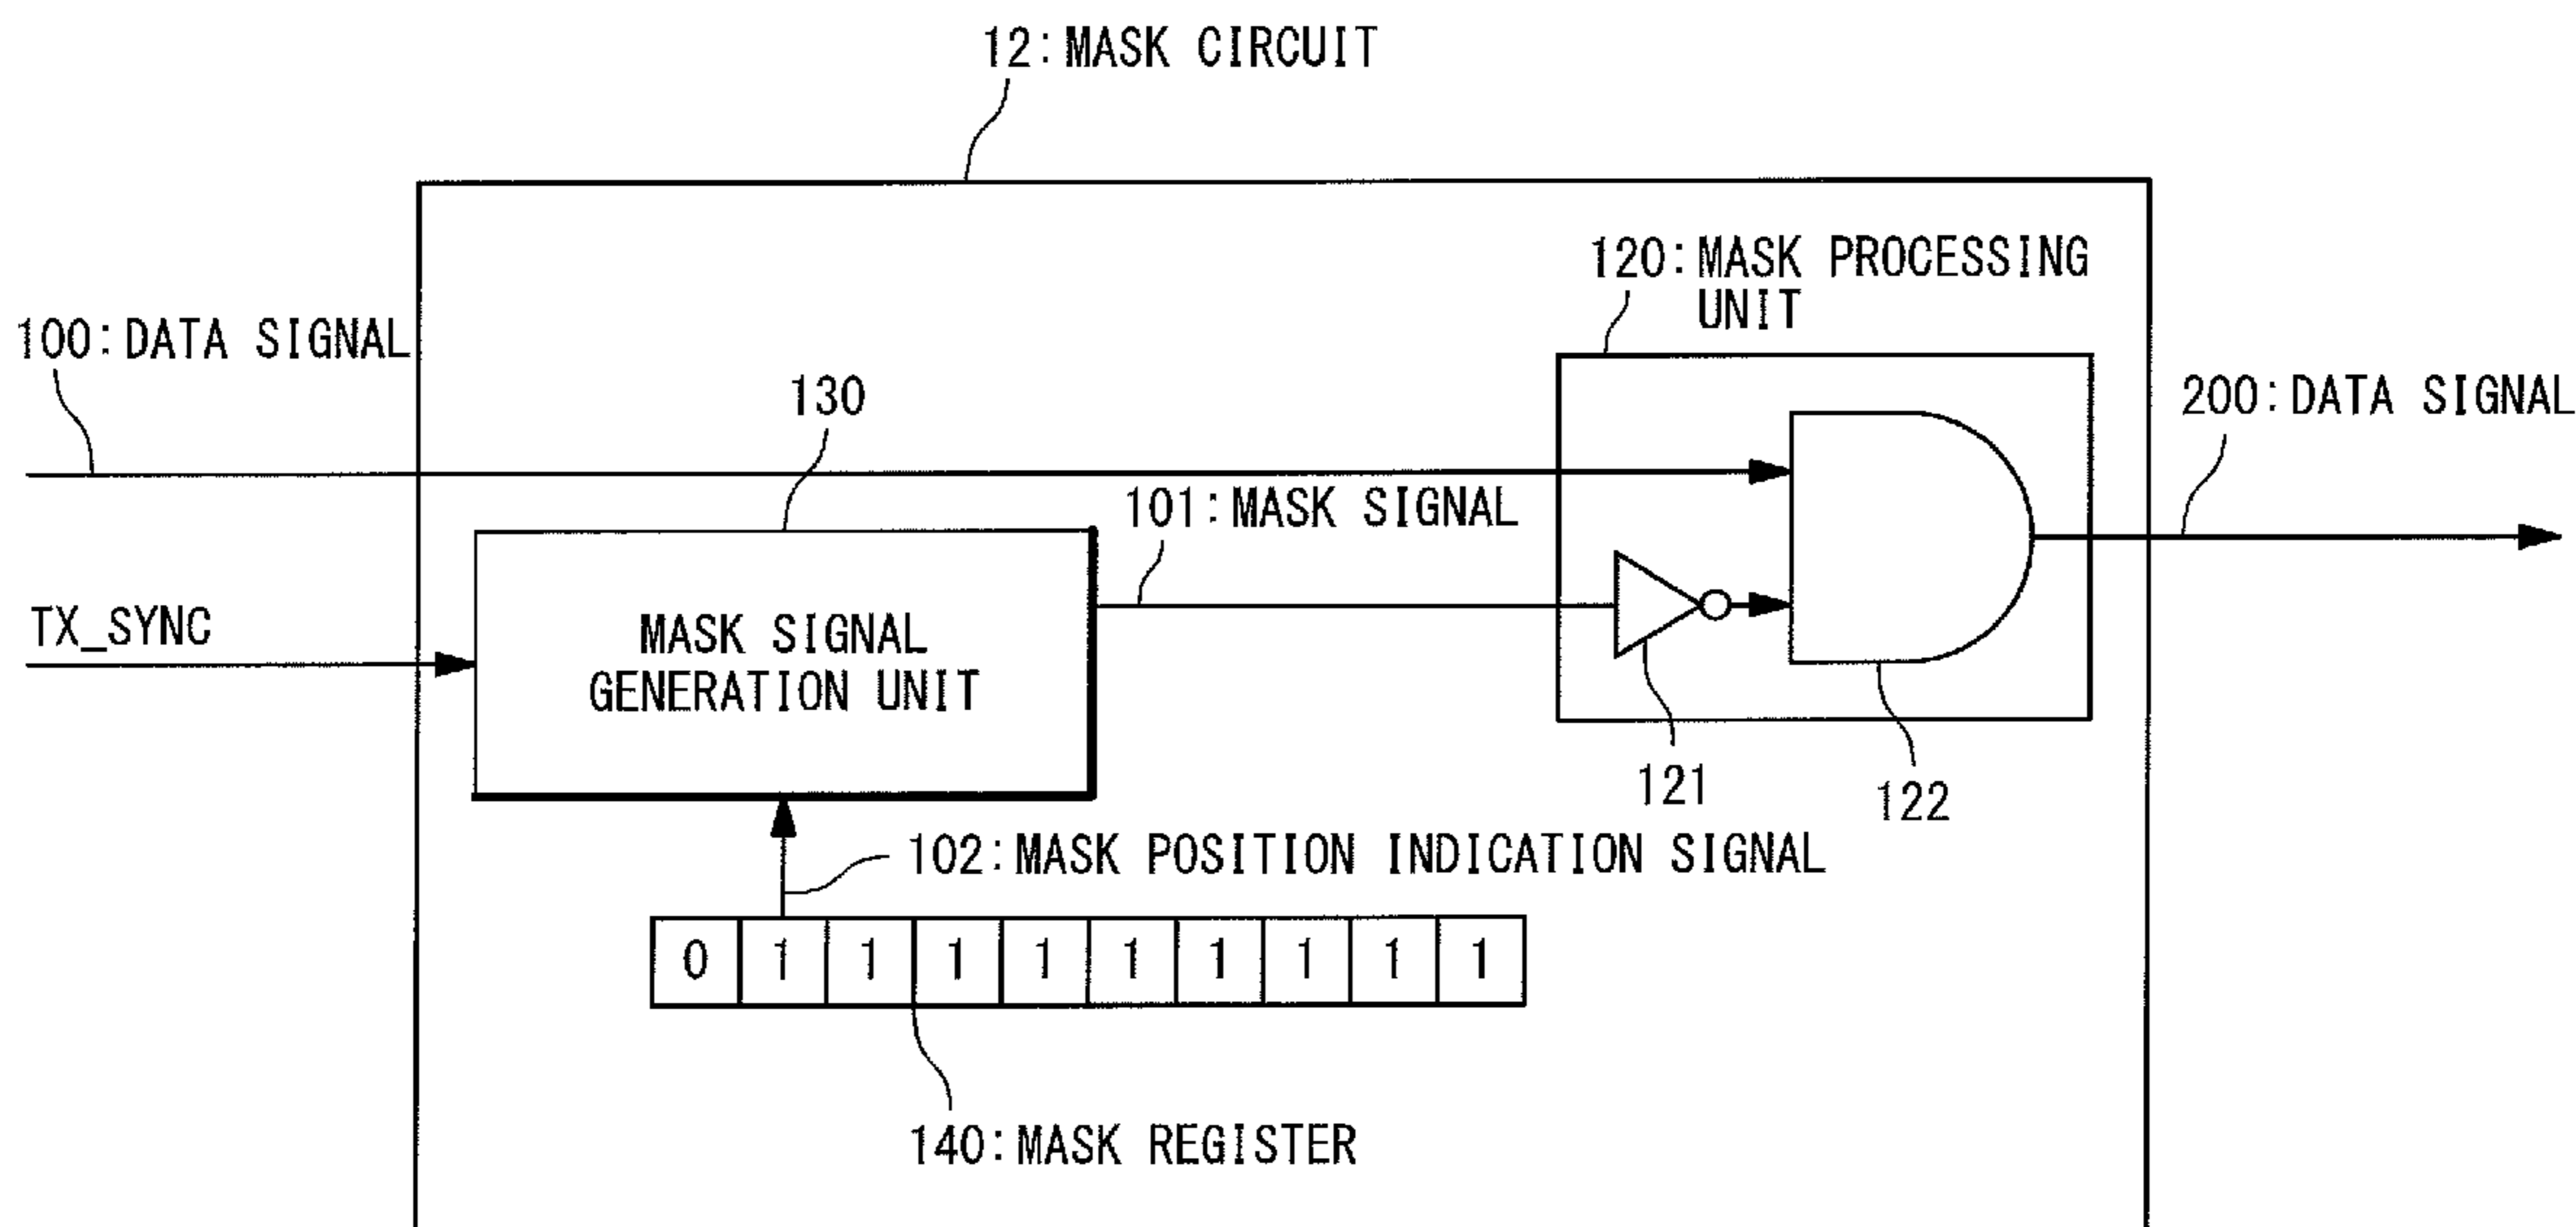 12:MASK CIRCUIT
120:MASK PROCESSING
UNIT
100:DATA SIGNAL
130
200:DATA SIGNAL
101:MASK SIGNAL
TX_SYNC
MASK SIGNAL
GENERATION UNIT
121
122
102:MASK POSITION INDICATION SIGNAL
0 1 1 1 1 1 1 1 1 1
140:MASK REGISTER